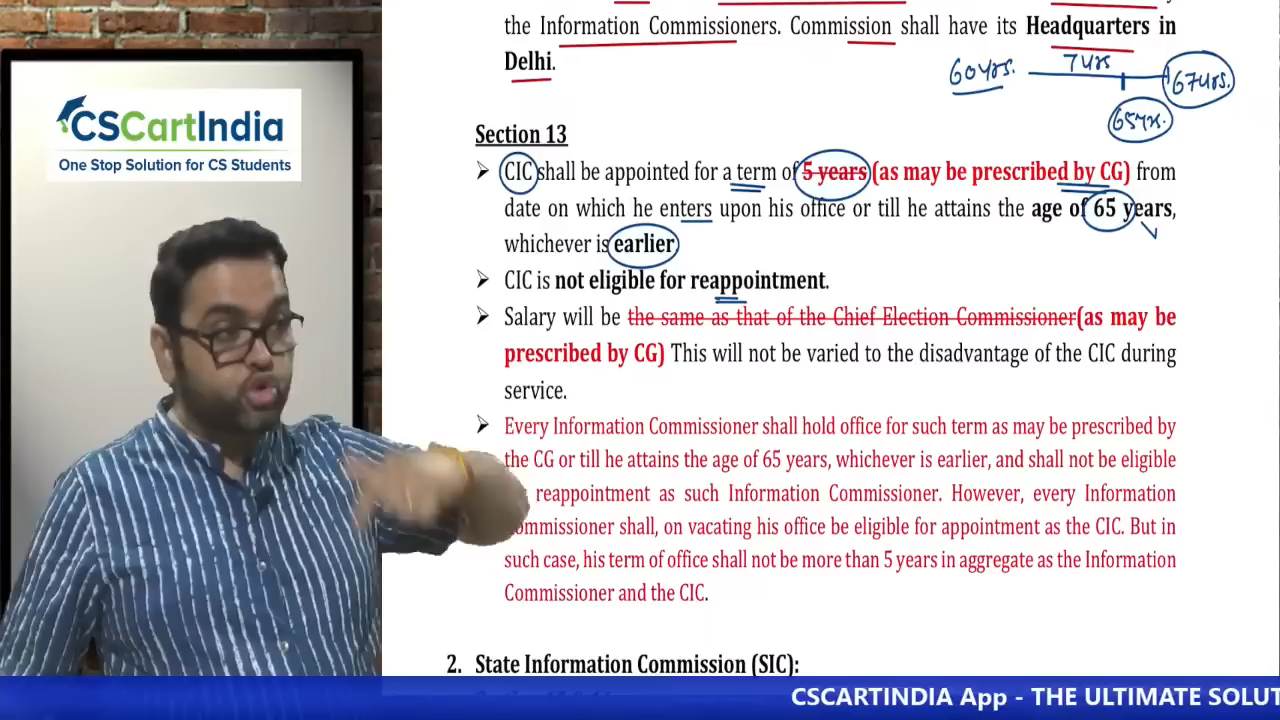 the Information Commissioners. Commission shall have its Headquarters in
Delhi.
60 yrs.
7 yrs
67 yrs.
65 yrs.
CSCartIndia
One Stop Solution for CS Students
Section 13
CIC shall be appointed for a term of 5 years (as may be prescribed by CG) from
date on which he enters upon his office or till he attains the age of 65 years,
whichever is earlier
CIC is not eligible for reappointment.
Salary will be the same as that of the Chief Election Commissioner(as may be
prescribed by CG) This will not be varied to the disadvantage of the CIC during
service.
Every Information Commissioner shall hold office for such term as may be prescribed by
the CG or till he attains the age of 65 years, whichever is earlier, and shall not be eligible
reappointment as such Information Commissioner. However, every Information
ommissioner shall, on vacating his office be eligible for appointment as the CIC. But in
such case, his term of office shall not be more than 5 years in aggregate as the Information
Commissioner and the CIC.
2. State Information Commission (SIC):
CSCARTINDIA App - THE ULTIMATE SOLUT